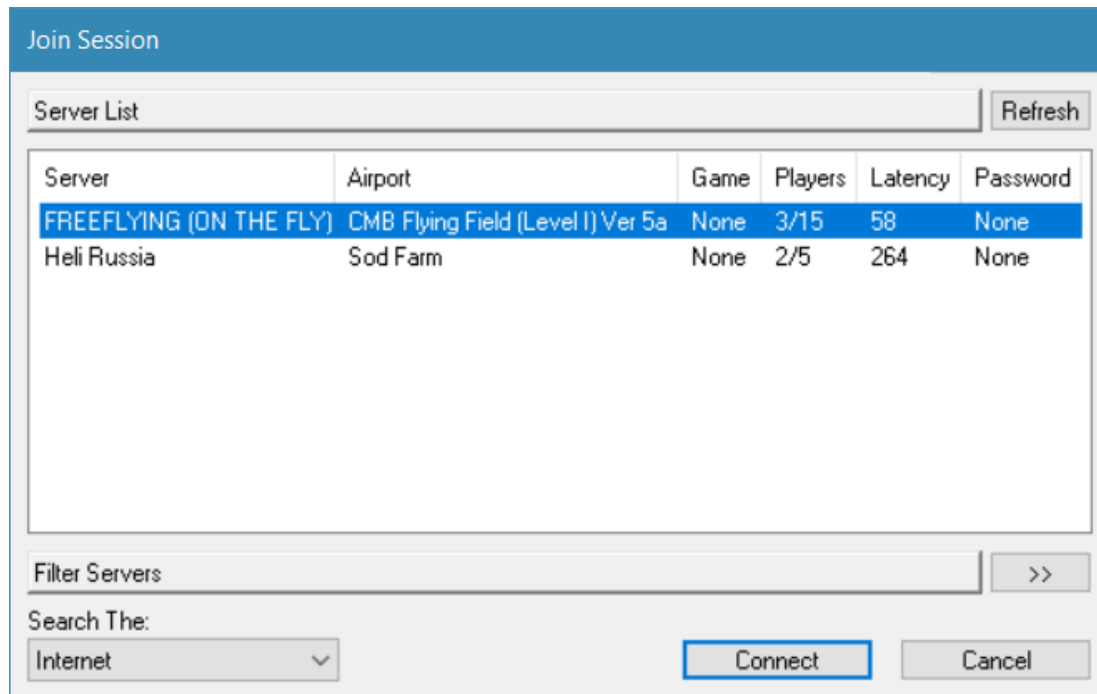 Join Session
Server List Refresh
Server Airport Game Players Latency Password
FREEFLYING (ON THE FLY) CMB Flying Field (Level I) Ver 5a None 3/15 58 None
Heli Russia Sod Farm None 2/5 264 None
Filter Servers >>
Search The:
Internet Connect Cancel